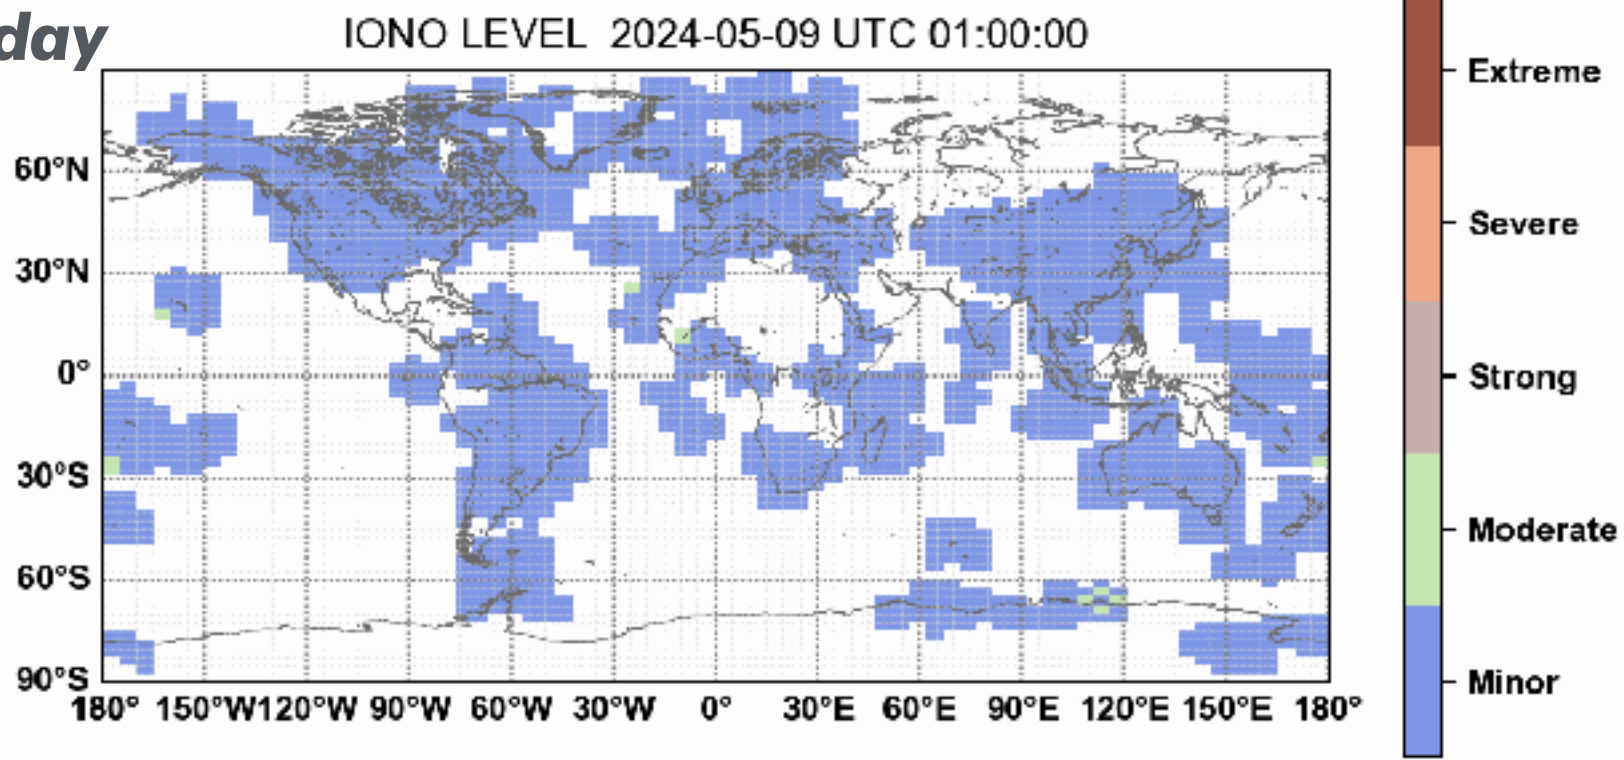 day
IONO LEVEL 2024-05-09 UTC 01:00:00
Extreme
Severe
Strong
Moderate
Minor
60°N
30°N
0°
30°S
60°S
90°S
180° 150°W 120°W 90°W 60°W 30°W 0° 30°E 60°E 90°E 120°E 150°E 180°